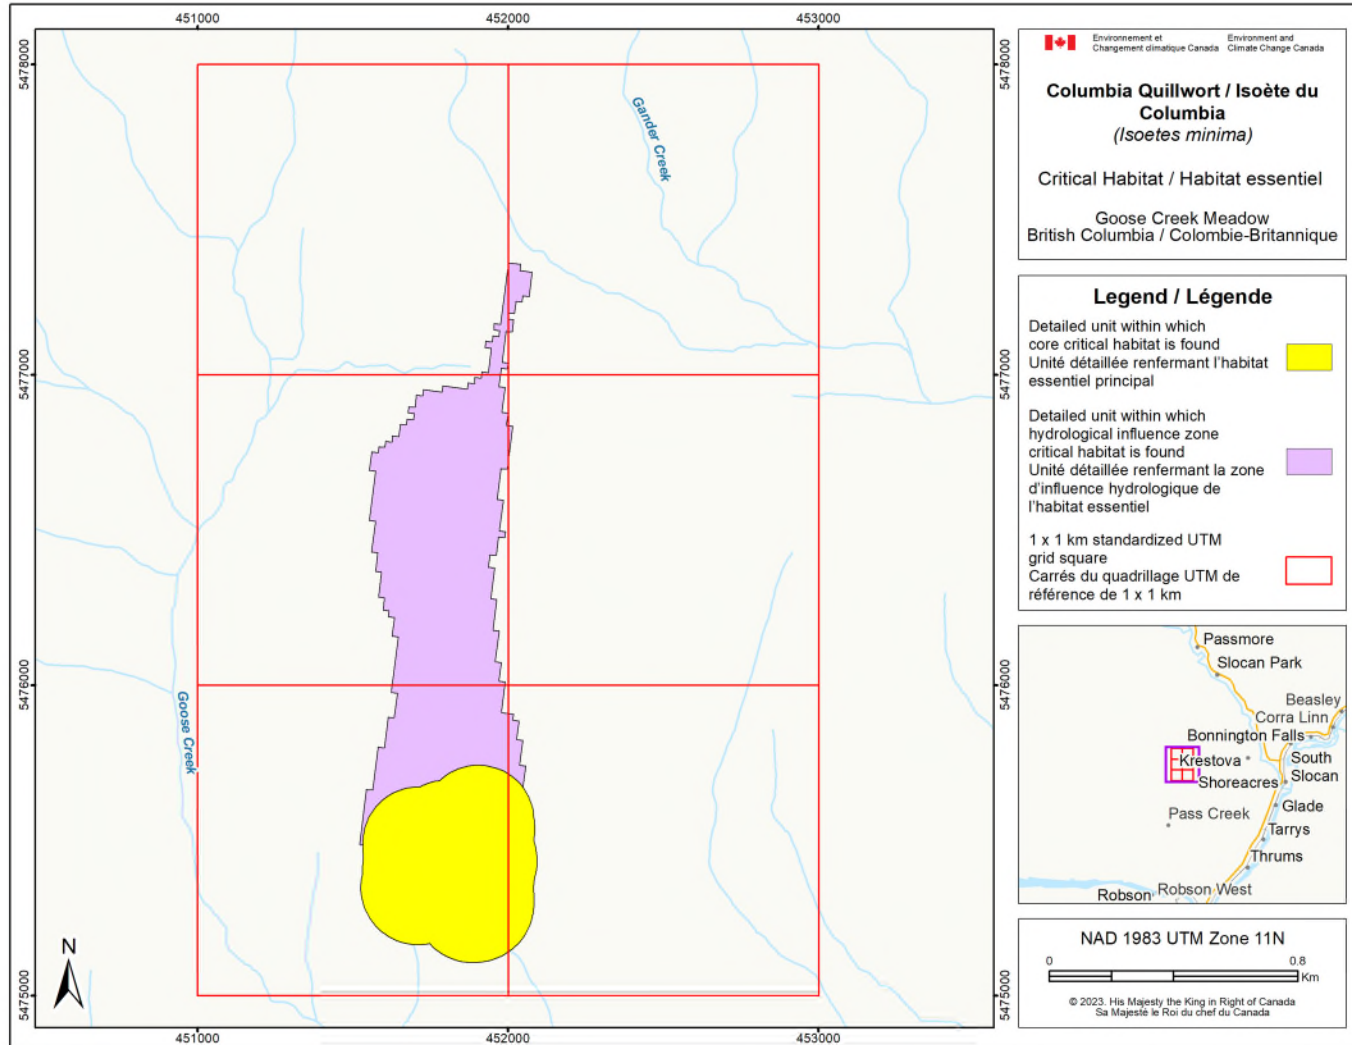 451000
452000
453000
5478000
5478000
Gander Creek
5477000
5477000
5476000
5476000
Goose Creek
N
5475000
5475000
451000
452000
453000
Environnement et
Changement climatique Canada
Environment and
Climate Change Canada
Columbia Quillwort / Isoète du
Columbia
(Isoetes minima)
Critical Habitat / Habitat essentiel
Goose Creek Meadow
British Columbia / Colombie-Britannique
Legend / Légende
Detailed unit within which
core critical habitat is found
Unité détaillée renfermant l'habitat
essentiel principal
Detailed unit within which
hydrological influence zone
critical habitat is found
Unité détaillée renfermant la zone
d'influence hydrologique de
l'habitat essentiel
1 x 1 km standardized UTM
grid square
Carrés du quadrillage UTM de
référence de 1 x 1 km
Passmore
Slocan Park
Beasley
Corra Linn
Bonnington Falls
Krestova
South
Slocan
Shoreacres
Glade
Pass Creek
Tarrys
Thrums
Robson West
Robson
NAD 1983 UTM Zone 11N
0
0.8
Km
© 2023. His Majesty the King in Right of Canada
Sa Majesté le Roi du chef du Canada